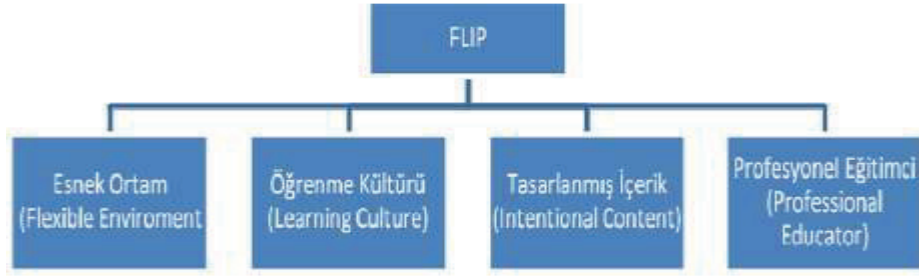 FLIP
Esnek Ortam
(Flexible Enviroment
Öğrenme Kültürü
(Learning Culture)
Tasarlanmış İçerik
(Intentional Content)
Profesyonel Eğitimci
(Professional
Educator)